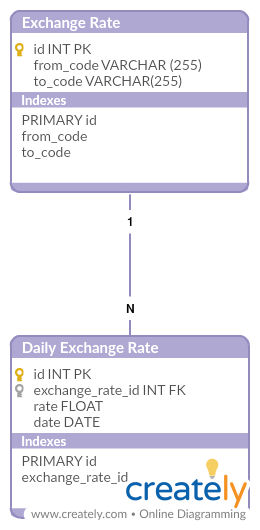 Exchange Rate
id INT PK
from_code VARCHAR (255)
to_code VARCHAR(255)
Indexes
PRIMARY id
from_code
to_code
1
N
Daily Exchange Rate
id INT PK
exchange_rate_id INT FK
rate FLOAT
date DATE
Indexes
PRIMARY id
exchange_rate_id
creately
www.creately.com • Online Diagramming